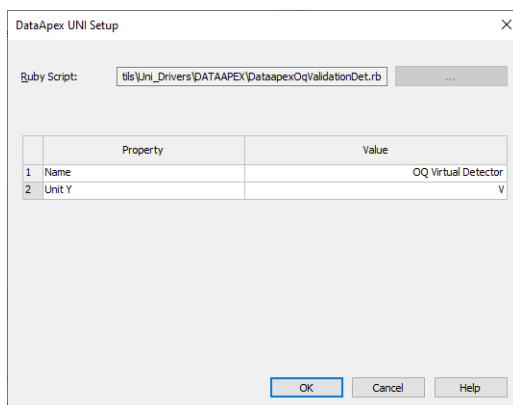 DataApex UNI Setup
Ruby Script: tils\Uni_Drivers\DATAAPEX\DataapexOqValidationDet.rb ...
Property Value
1 Name OQ Virtual Detector
2 Unit Y V
OK Cancel Help